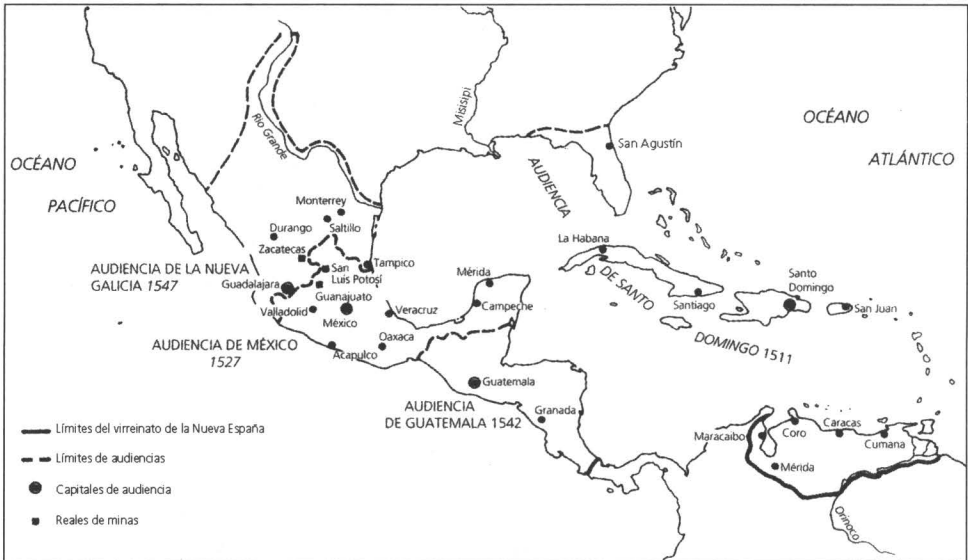 OCÉANO
PACÍFICO
Río Grande
Misisipi
San Agustín
OCÉANO
ATLÁNTICO
AUDIENCIA
DE SANTO
DOMINGO 1511
Monterrey
Saltillo
Durango
Zacatecas
Tampico
San
Luis Potosí
AUDIENCIA DE LA NUEVA
GALICIA 1547
Guadalajara
Guanajuato
Valladolid
México
Veracruz
Mérida
Campeche
La Habana
Santiago
Santo
Domingo
San Juan
AUDIENCIA DE MÉXICO
1527
Acapulco
Oaxaca
Guatemala
AUDIENCIA
DE GUATEMALA 1542
Granada
Maracaibo
Coro
Caracas
Cumana
Mérida
Orinoco
Límites del virreinato de la Nueva España
Límites de audiencias
Capitales de audiencia
Reales de minas